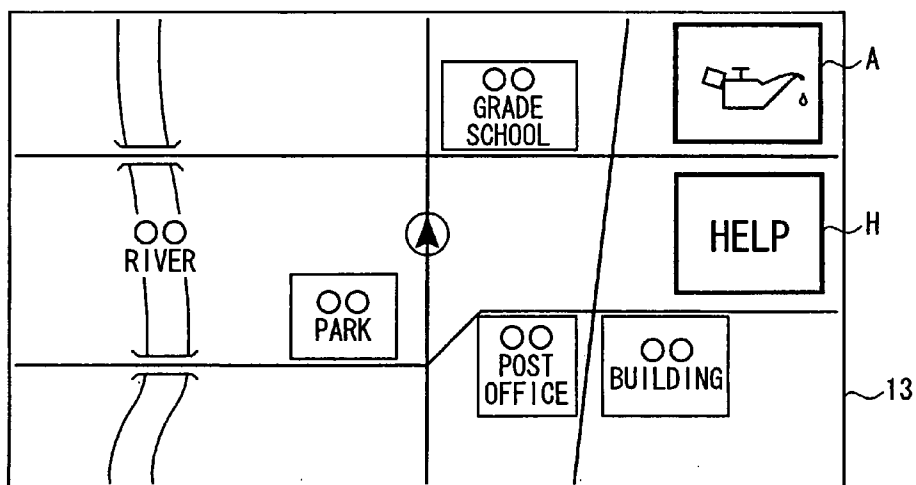 A
○○
GRADE
SCHOOL
HELP
H
○○
RIVER
○○
PARK
○○
POST
OFFICE
○○
BUILDING
13